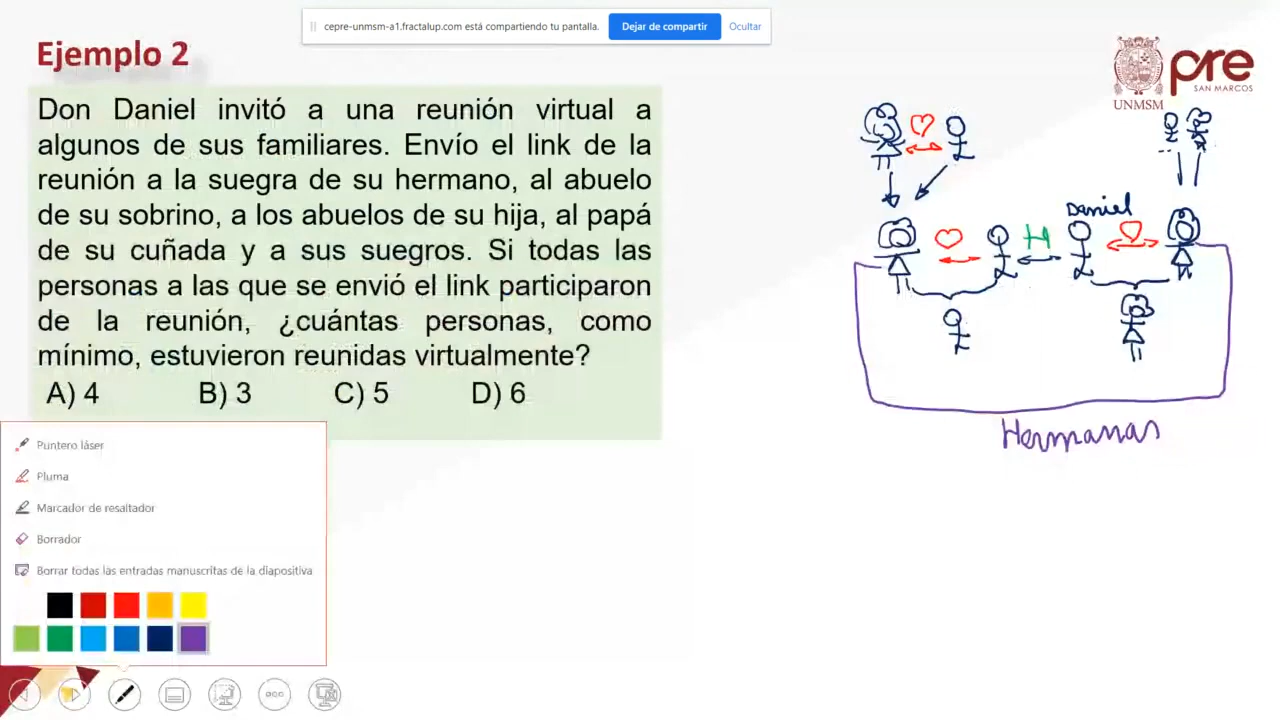 cepre-unmsm-a1.fractalup.com está compartiendo tu pantalla. Dejar de compartir Ocultar
Ejemplo 2
pre
SAN MARCOS
UNMSM
Don Daniel invitó a una reunión virtual a
algunos de sus familiares. Envío el link de la
reunión a la suegra de su hermano, al abuelo
de su sobrino, a los abuelos de su hija, al papá
de su cuñada y a sus suegros. Si todas las
personas a las que se envió el link participaron
de la reunión, ¿cuántas personas, como
mínimo, estuvieron reunidas virtualmente?
A) 4 B) 3 C) 5 D) 6
Daniel
H
Hermanas
Puntero láser
Pluma
Marcador de resaltador
Borrador
Borrar todas las entradas manuscritas de la diapositiva